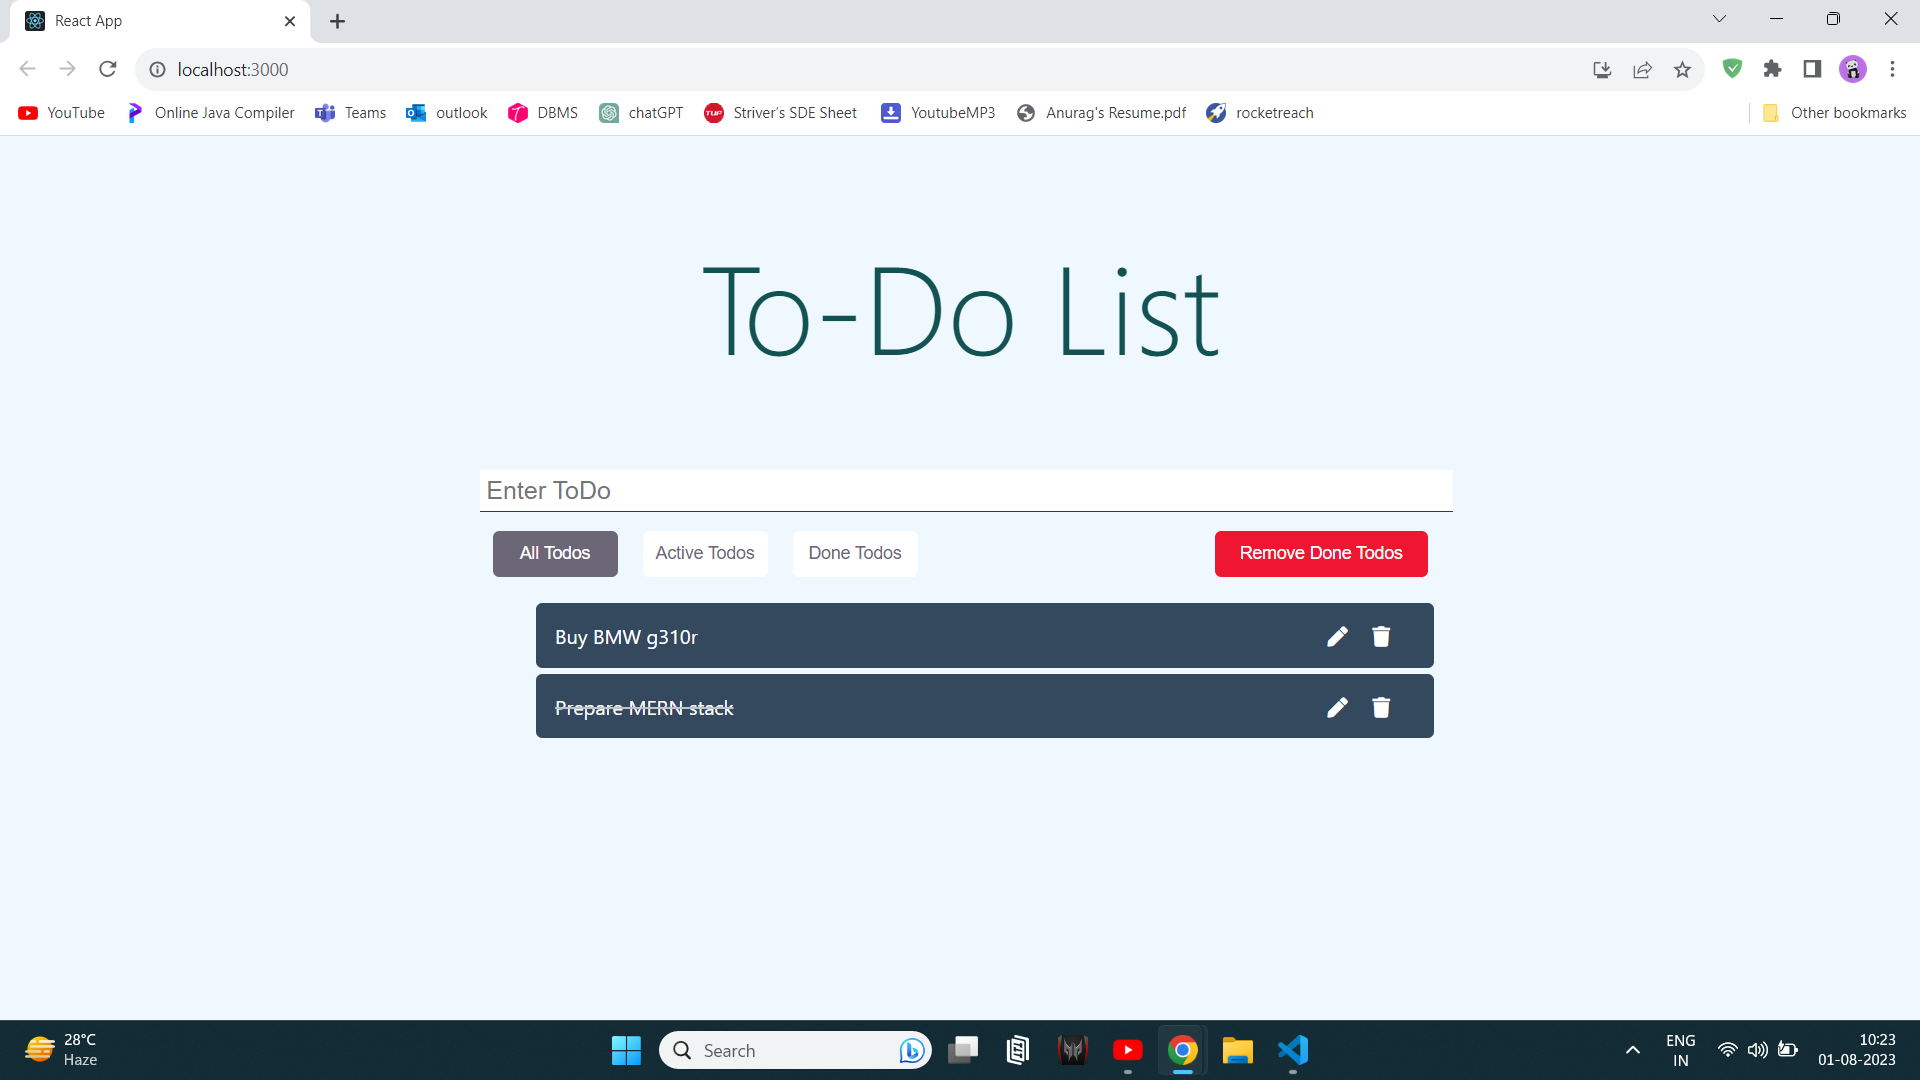 React App
localhost:3000
YouTube Online Java Compiler Teams outlook DBMS chatGPT TUF Striver's SDE Sheet YoutubeMP3 Anurag's Resume.pdf rocketreach Other bookmarks
To-Do List
Enter ToDo
All Todos Active Todos Done Todos Remove Done Todos
Buy BMW g310r
Prepare MERN stack
28°C
Haze
Search
ENG
IN
10:23
01-08-2023